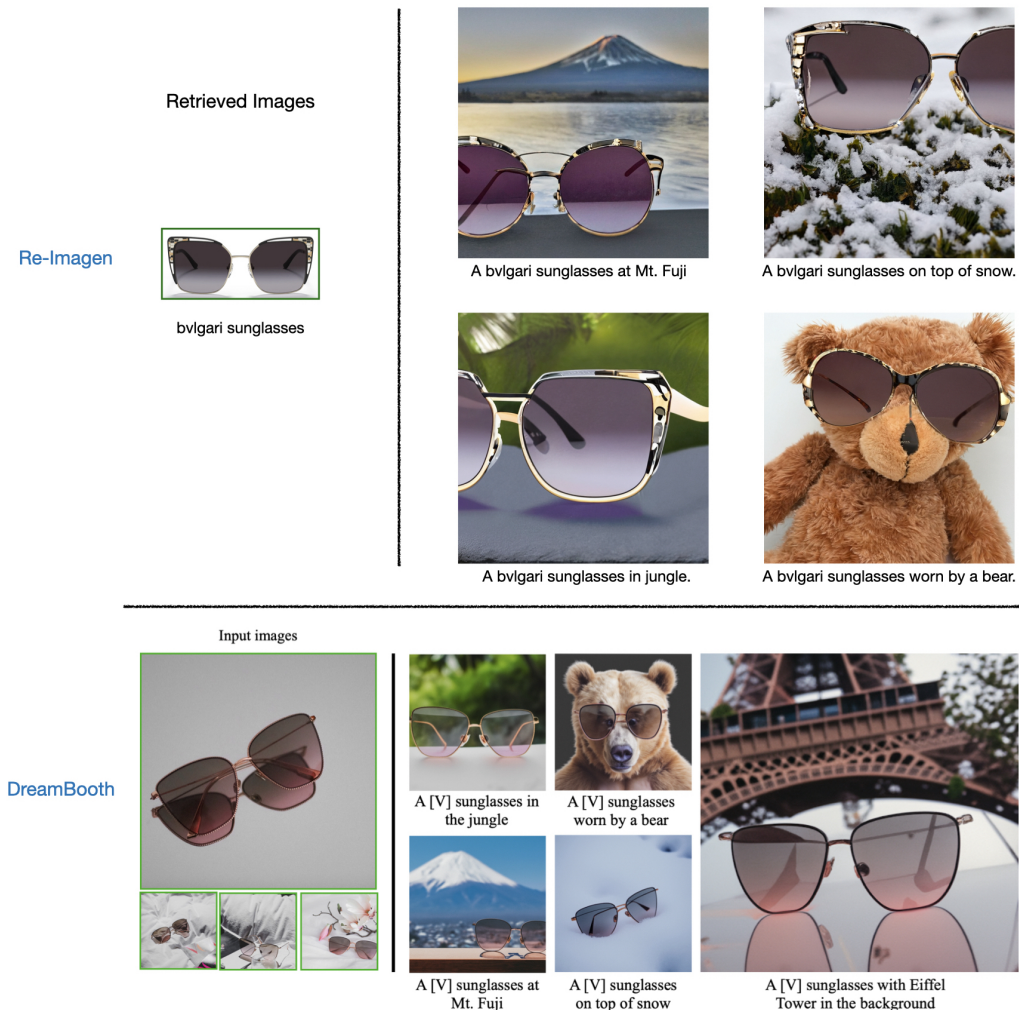 Retrieved Images
Re-Imagen
bvlgari sunglasses
A bvlgari sunglasses at Mt. Fuji
A bvlgari sunglasses on top of snow.
A bvlgari sunglasses in jungle.
A bvlgari sunglasses worn by a bear.
Input images
DreamBooth
A [V] sunglasses in
the jungle
A [V] sunglasses
worn by a bear
A [V] sunglasses at
Mt. Fuji
A [V] sunglasses
on top of snow
A [V] sunglasses with Eiffel
Tower in the background